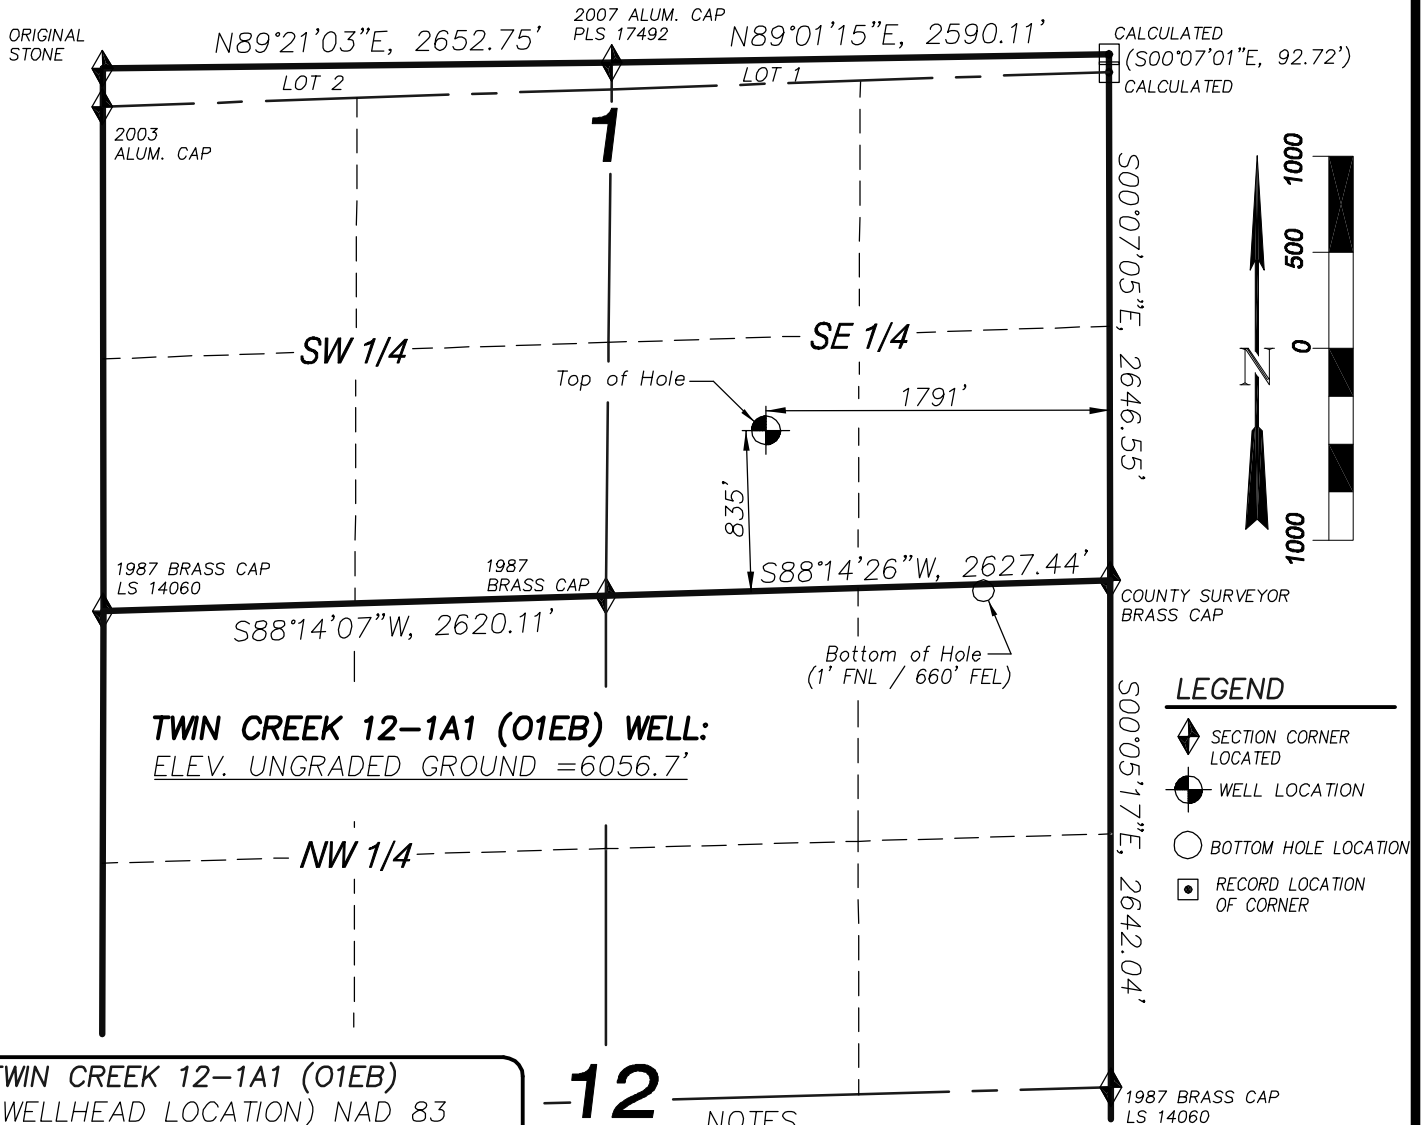 ORIGINAL
STONE
N89°21'03"E, 2652.75'
2007 ALUM. CAP
PLS 17492
N89°01'15"E, 2590.11'
CALCULATED
(S00°07'01"E, 92.72')
CALCULATED
LOT 2
LOT 1
2003
ALUM. CAP
1
S00°07'05"E, 2646.55'
1000
500
0
1000
N
SW 1/4
SE 1/4
Top of Hole
1791'
835'
1987 BRASS CAP
LS 14060
1987
BRASS CAP
S88°14'26"W, 2627.44'
S88°14'07"W, 2620.11'
COUNTY SURVEYOR
BRASS CAP
Bottom of Hole
(1' FNL / 660' FEL)
TWIN CREEK 12-1A1 (O1EB) WELL:
ELEV. UNGRADED GROUND =6056.7'
S00°05'17"E, 2642.04'
LEGEND
SECTION CORNER
LOCATED
WELL LOCATION
BOTTOM HOLE LOCATION
RECORD LOCATION
OF CORNER
NW 1/4
TWIN CREEK 12-1A1 (O1EB)
WELLHEAD LOCATION) NAD 83
12
NOTES
1987 BRASS CAP
LS 14060